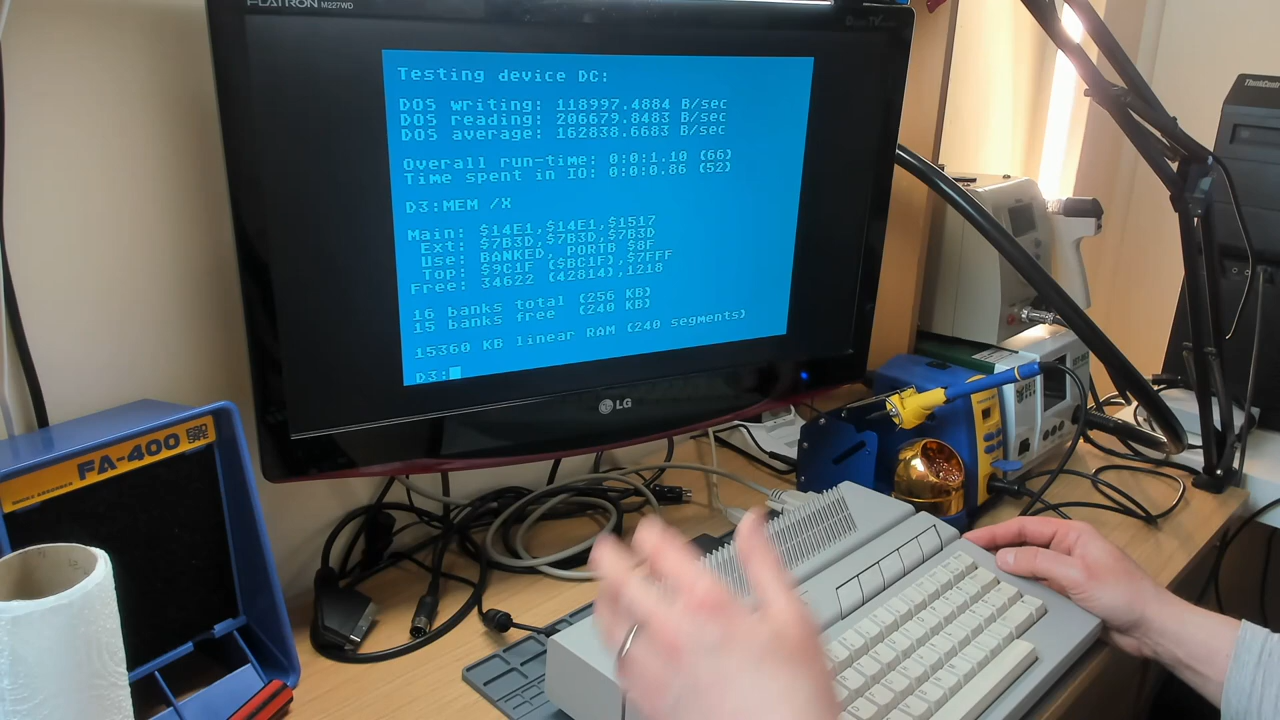 FLATRON M227WD
Testing device DC:
DOS writing: 118997.4884 B/sec
DOS reading: 206679.8483 B/sec
DOS average: 162838.6683 B/sec
Overall run-time: 0:0:1.10 (66)
Time spent in IO: 0:0:0.86 (52)
D3:MEM /X
Main: $14E1,$14E1,$1517
Ext: $7B3D,$7B3D,$7B3D
Use: BANKED, PORTB $8F
Top: $9C1F ($BC1F),$7FFF
Free: 34622 (42814),1218
16 banks total (256 KB)
15 banks free (240 KB)
15360 KB linear RAM (240 segments)
D3:
LG
FA-400
ESD
SAFE
SMOKE ABSORBER